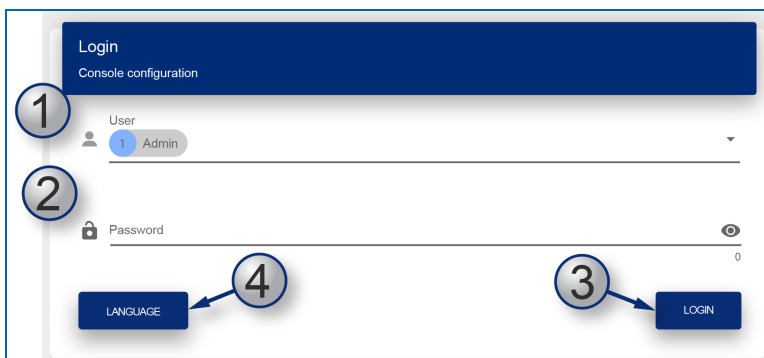 Login
Console configuration
1
User
1 Admin
2
Password
0
4
3
LANGUAGE
LOGIN